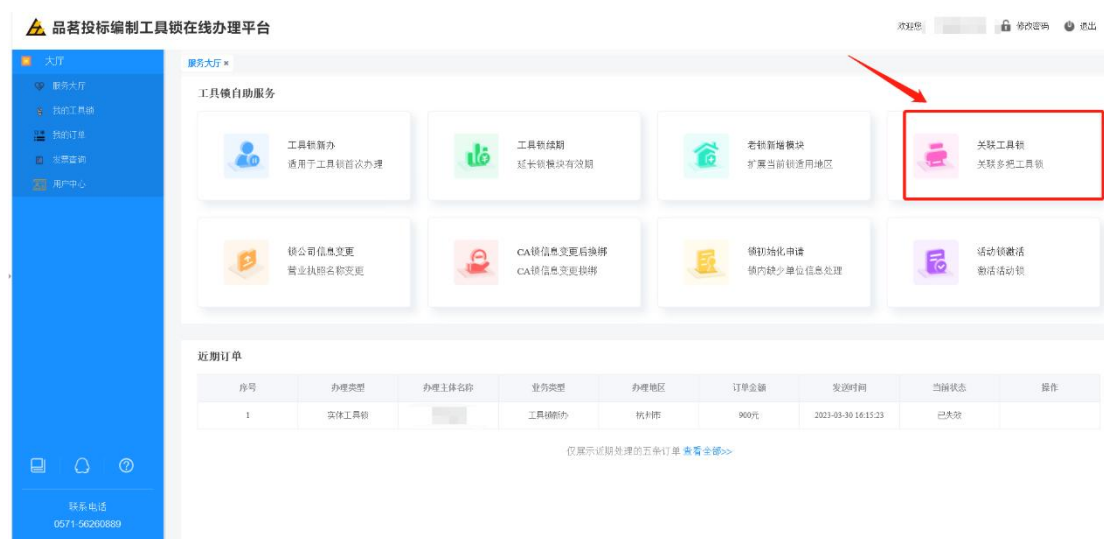 品茗投标编制工具锁在线办理平台
欢迎您 修改密码 退出
大厅
服务大厅
我的工具锁
我的订单
发票查询
用户中心
服务大厅 ×
工具锁自助服务
工具锁新办
适用于工具锁首次办理
工具锁续期
延长锁模块有效期
老锁新增模块
扩展当前锁适用地区
关联工具锁
关联多把工具锁
锁公司信息变更
营业执照名称变更
CA锁信息变更后换绑
CA锁信息变更换绑
锁初始化申请
锁内缺少单位信息处理
活动锁激活
激活活动锁
近期订单
序号 办理类型 办理主体名称 业务类型 办理地区 订单金额 发送时间 当前状态 操作
1 实体工具锁 工具锁新办 杭州市 900元 2023-03-30 16:15:23 已失效
仅展示近期处理的五条订单 查看全部>>
联系电话
0571-56260889